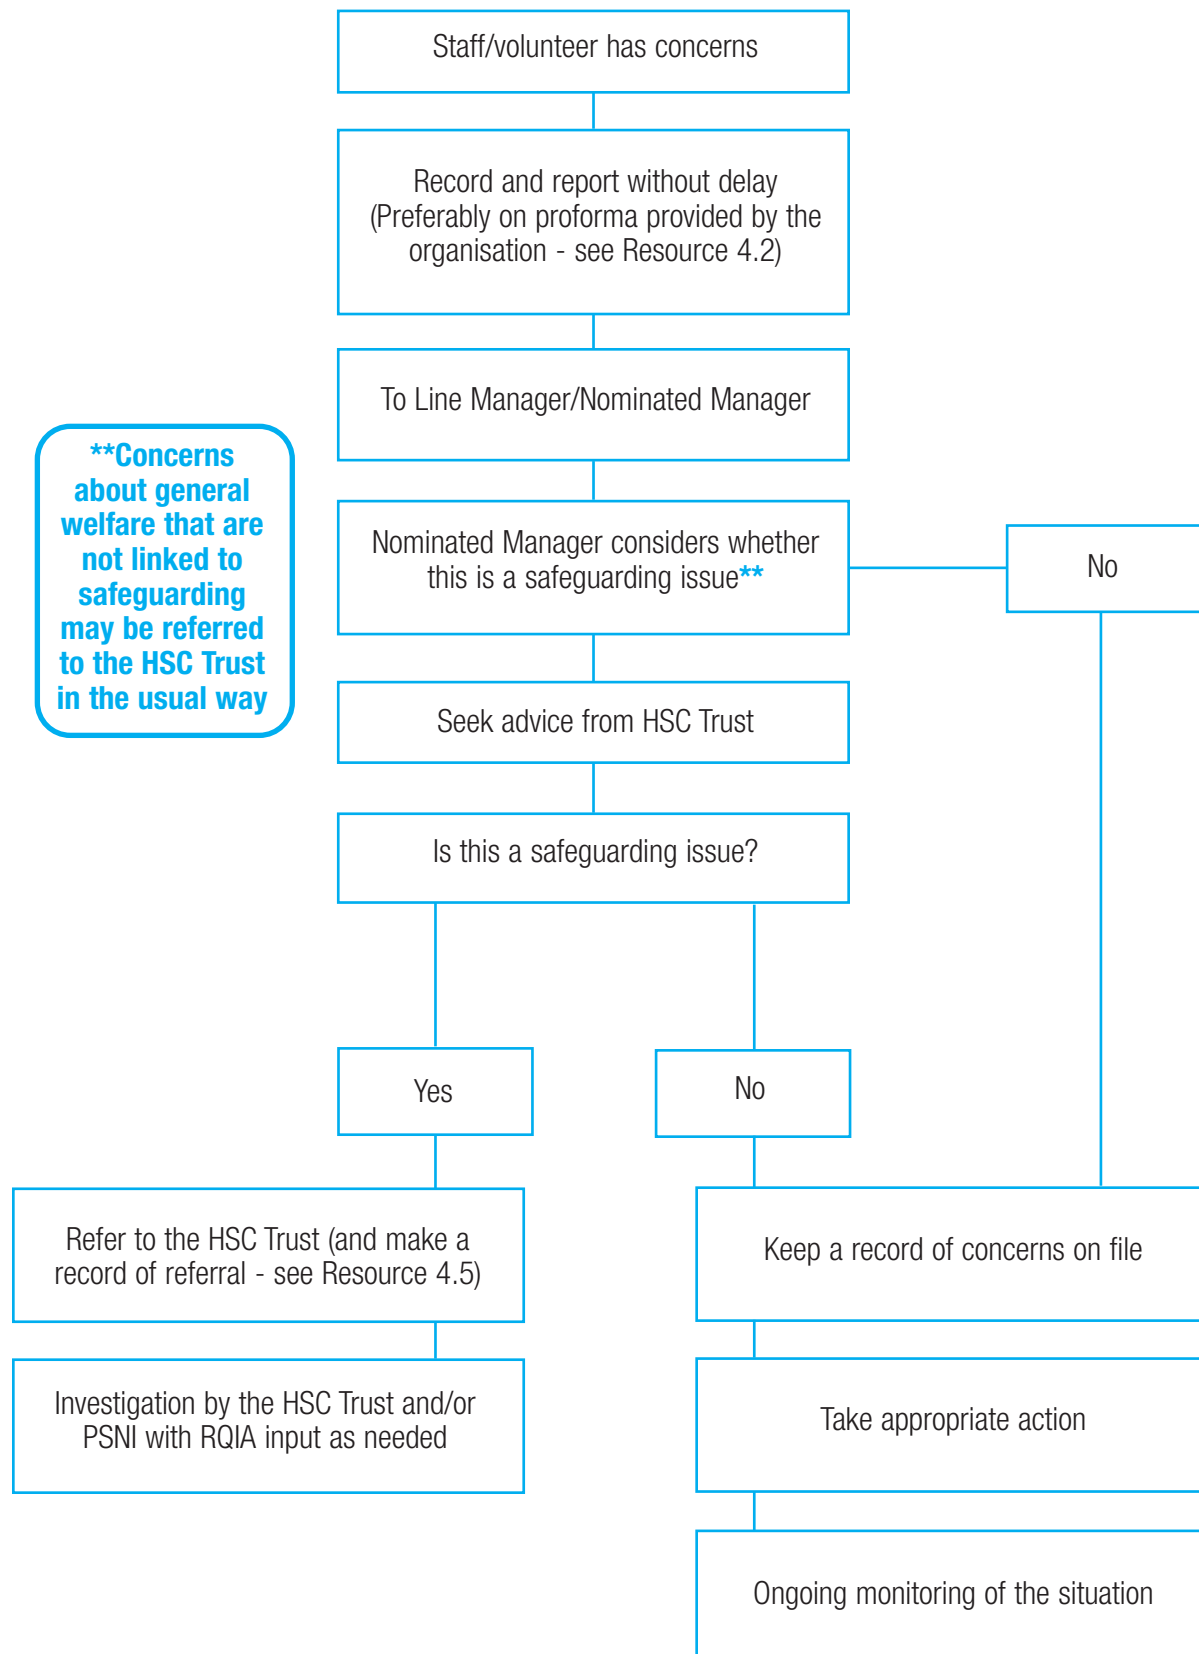 Staff/volunteer has concerns
Record and report without delay
(Preferably on proforma provided by the
organisation - see Resource 4.2)
To Line Manager/Nominated Manager
**Concerns
about general
welfare that are
not linked to
safeguarding
may be referred
to the HSC Trust
in the usual way
Nominated Manager considers whether
this is a safeguarding issue**
No
Seek advice from HSC Trust
Is this a safeguarding issue?
Yes
No
Refer to the HSC Trust (and make a
record of referral - see Resource 4.5)
Keep a record of concerns on file
Investigation by the HSC Trust and/or
PSNI with RQIA input as needed
Take appropriate action
Ongoing monitoring of the situation